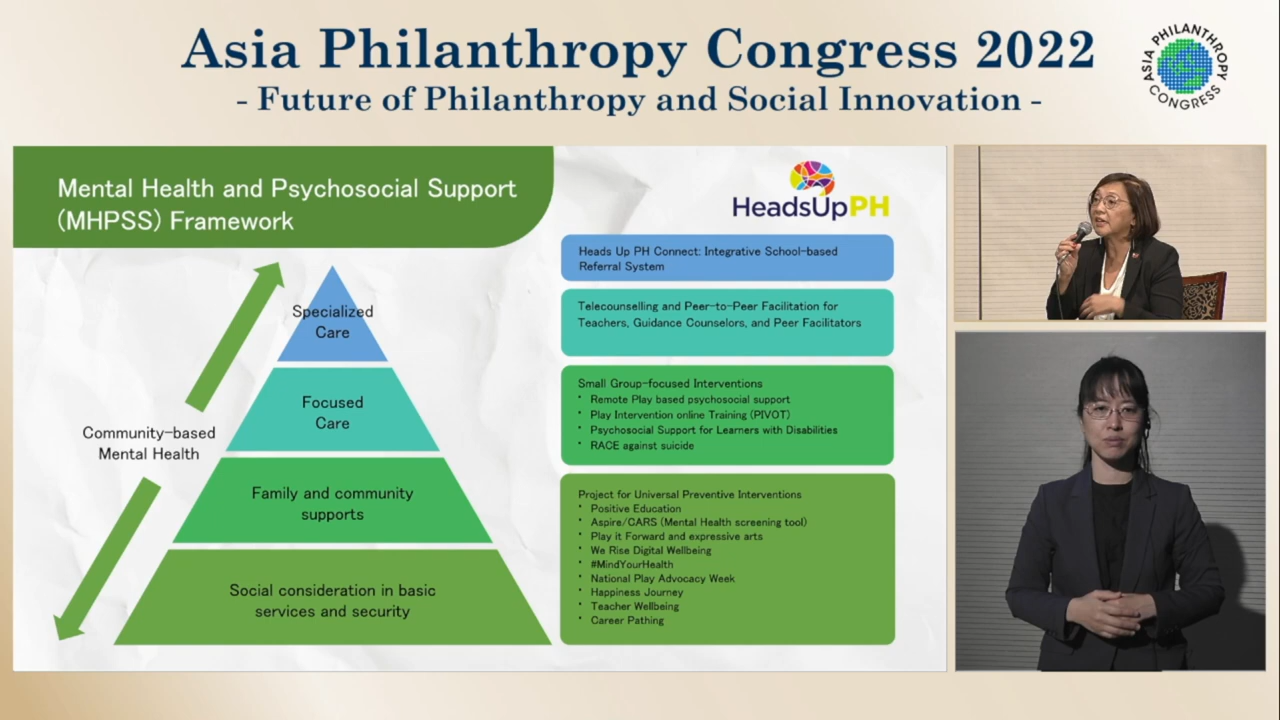 Asia Philanthropy Congress 2022
- Future of Philanthropy and Social Innovation -
ASIA PHILANTHROPY CONGRESS
Mental Health and Psychosocial Support
(MHPSS) Framework
HeadsUpPH
Specialized
Care
Focused
Care
Community-based
Mental Health
Family and community
supports
Social consideration in basic
services and security
Heads Up PH Connect: Integrative School-based
Referral System
Telecounselling and Peer-to-Peer Facilitation for
Teachers, Guidance Counselors, and Peer Facilitators
Small Group-focused Interventions
• Remote Play based psychosocial support
• Play Intervention online Training (PIVOT)
• Psychosocial Support for Learners with Disabilities
• RACE against suicide
Project for Universal Preventive Interventions
• Positive Education
• Aspire/CARS (Mental Health screening tool)
• Play it Forward and expressive arts
• We Rise Digital Wellbeing
• #MindYourHealth
• National Play Advocacy Week
• Happiness Journey
• Teacher Wellbeing
• Career Pathing